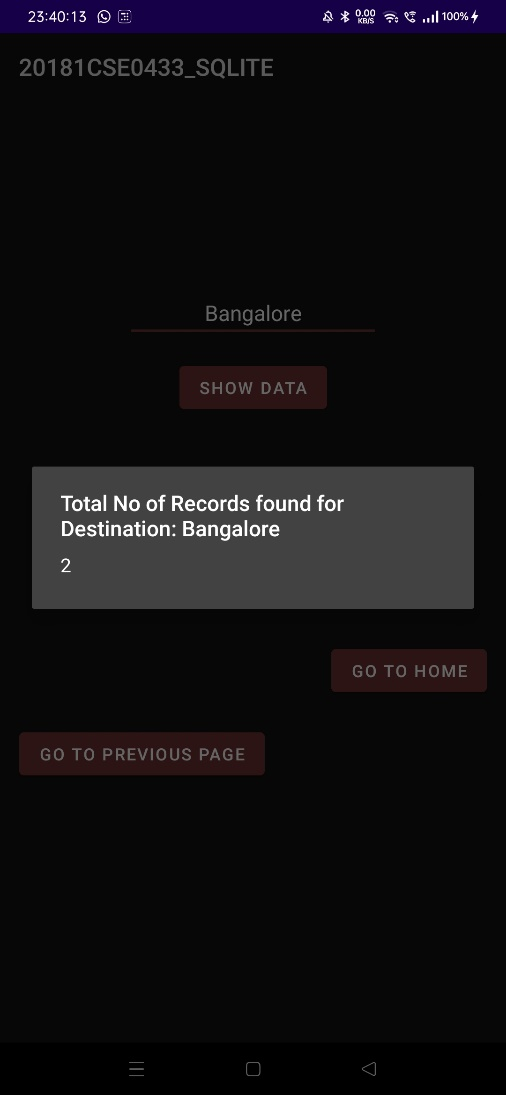 23:40:13 0.00 KB/S 100%
20181CSE0433_SQLITE
Bangalore
SHOW DATA
Total No of Records found for
Destination: Bangalore
2
GO TO HOME
GO TO PREVIOUS PAGE